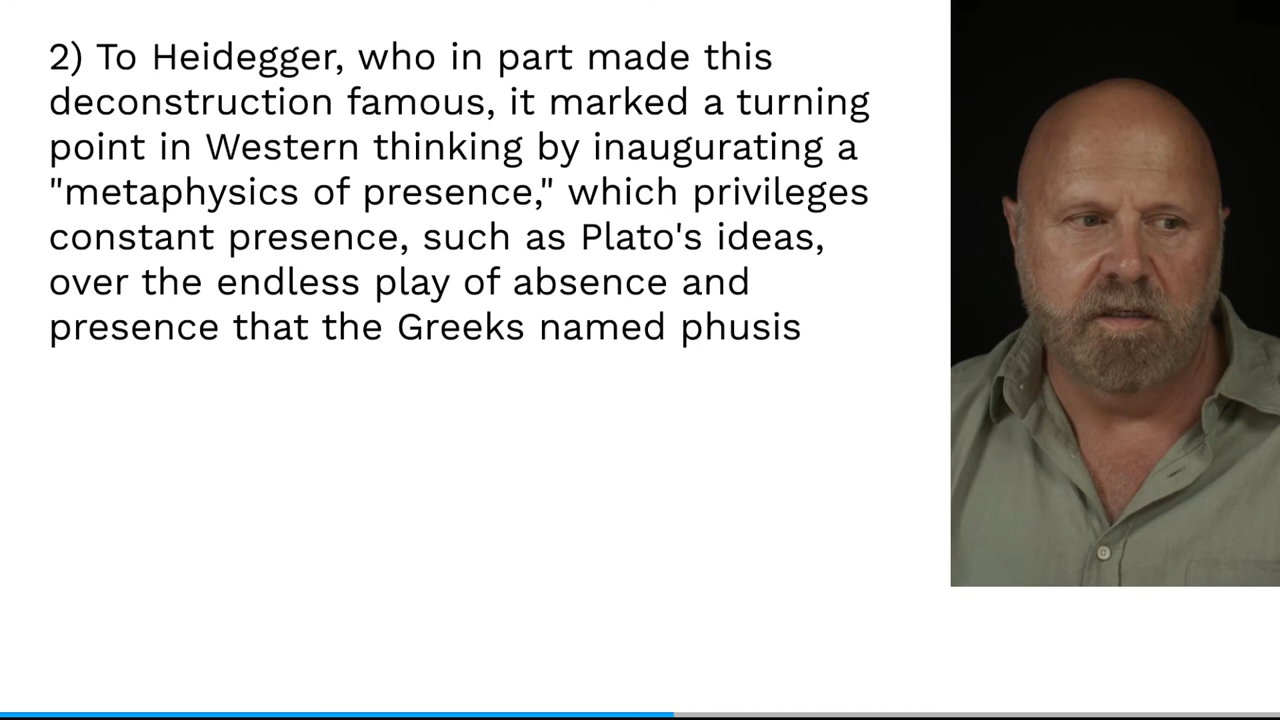 2) To Heidegger, who in part made this
deconstruction famous, it marked a turning
point in Western thinking by inaugurating a
"metaphysics of presence," which privileges
constant presence, such as Plato's ideas,
over the endless play of absence and
presence that the Greeks named phusis